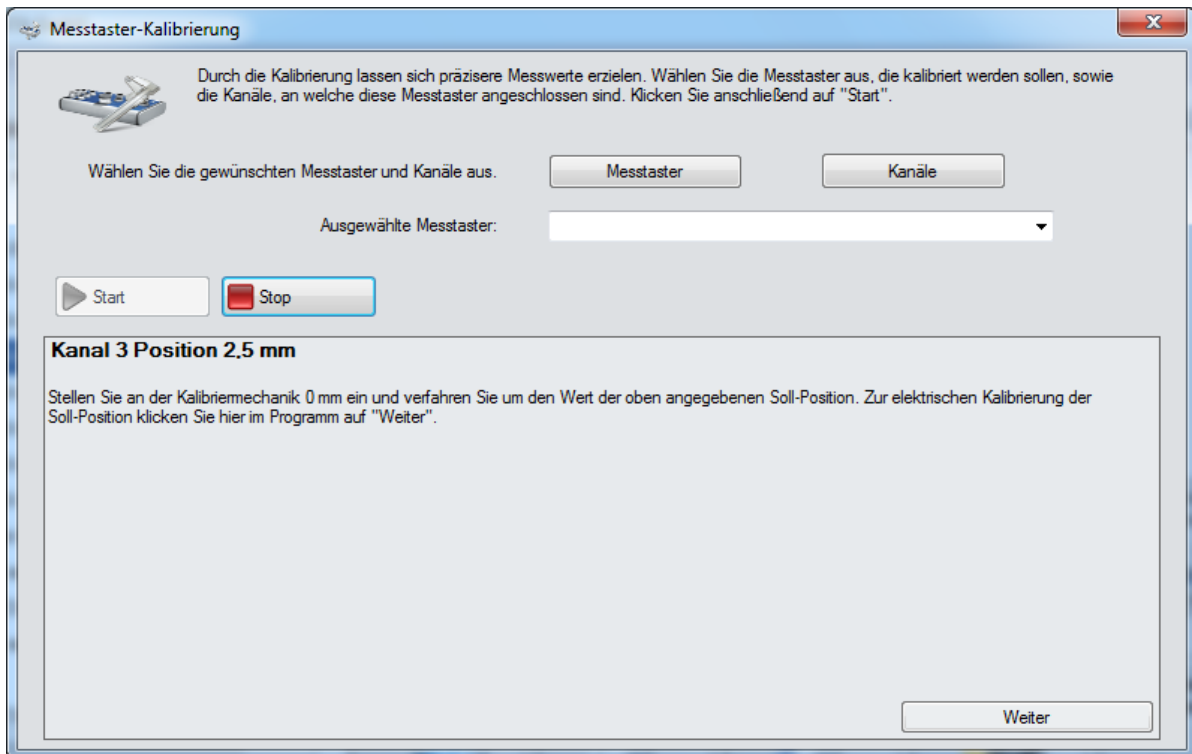 Messtaster-Kalibrierung
Durch die Kalibrierung lassen sich präzisere Messwerte erzielen. Wählen Sie die Messtaster aus, die kalibriert werden sollen, sowie
die Kanäle, an welche diese Messtaster angeschlossen sind. Klicken Sie anschließend auf "Start".
Wählen Sie die gewünschten Messtaster und Kanäle aus. Messtaster Kanäle
Ausgewählte Messtaster:
Start Stop
Kanal 3 Position 2,5 mm
Stellen Sie an der Kalibriermechanik 0 mm ein und verfahren Sie um den Wert der oben angegebenen Soll-Position. Zur elektrischen Kalibrierung der
Soll-Position klicken Sie hier im Programm auf "Weiter".
Weiter